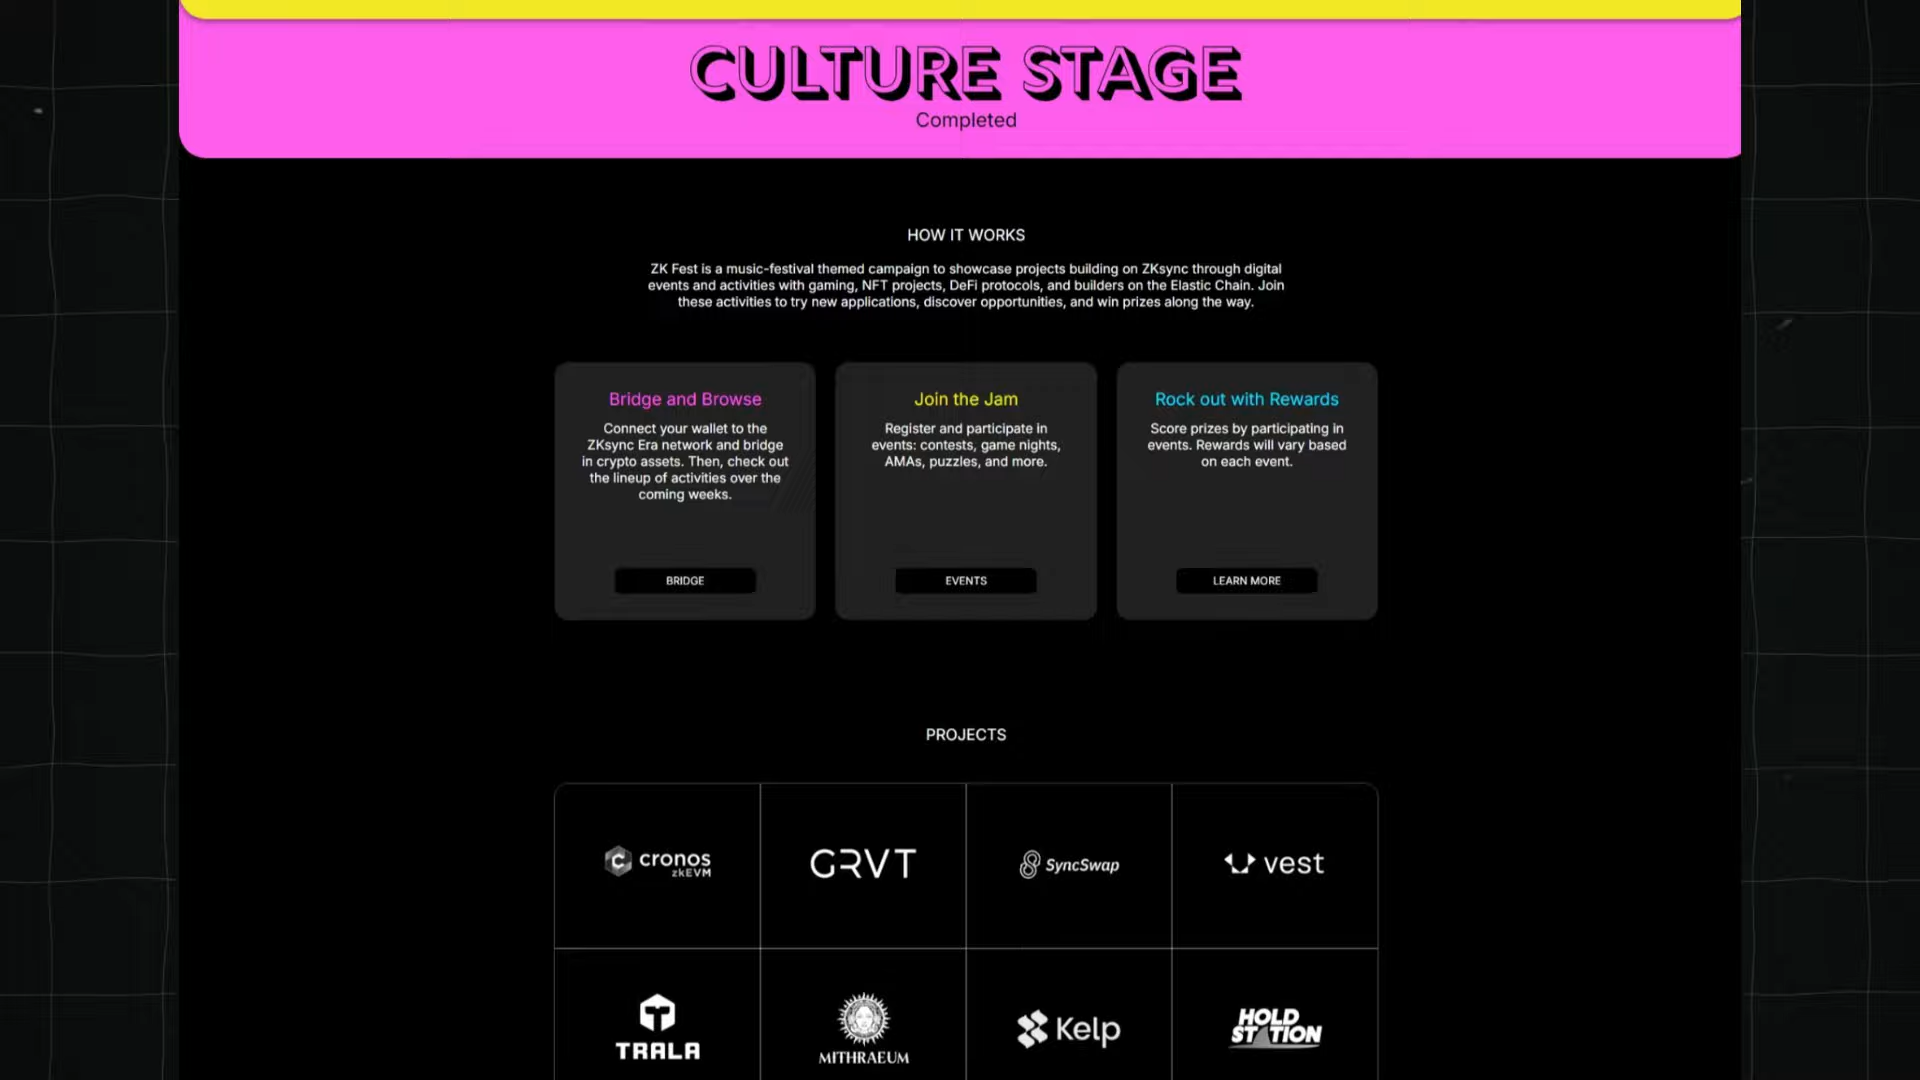 CULTURE STAGE
Completed
HOW IT WORKS
ZK Fest is a music-festival themed campaign to showcase projects building on ZKsync through digital
events and activities with gaming, NFT projects, DeFi protocols, and builders on the Elastic Chain. Join
these activities to try new applications, discover opportunities, and win prizes along the way.
Bridge and Browse
Connect your wallet to the
ZKsync Era network and bridge
in crypto assets. Then, check out
the lineup of activities over the
coming weeks.
BRIDGE
Join the Jam
Register and participate in
events: contests, game nights,
AMAs, puzzles, and more.
EVENTS
Rock out with Rewards
Score prizes by participating in
events. Rewards will vary based
on each event.
LEARN MORE
PROJECTS
cronos
zkEVM
GRVT
SyncSwap
vest
TRALA
MITHRAEUM
Kelp
HOLD
STATION